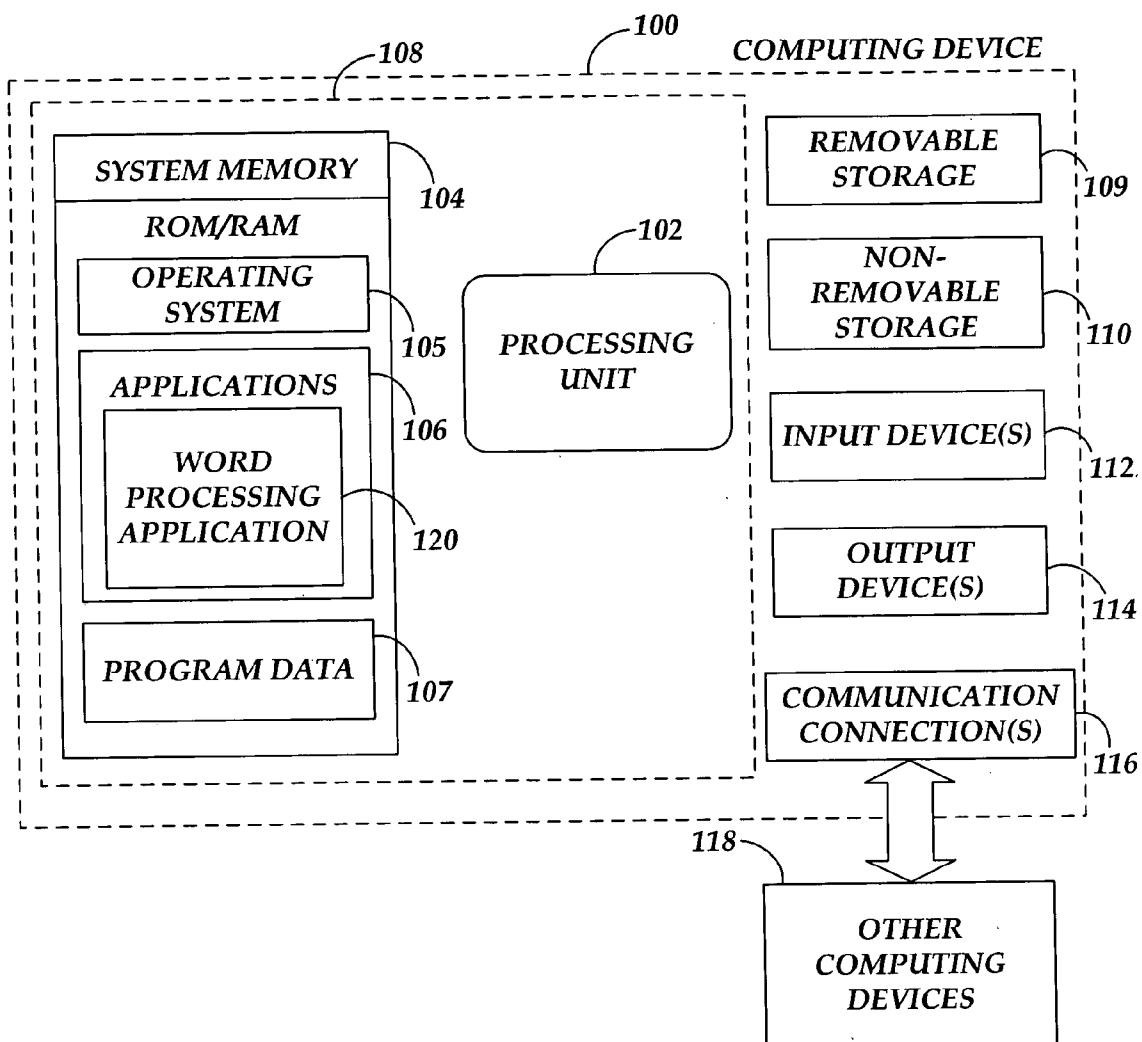 100
COMPUTING DEVICE
108
SYSTEM MEMORY
104
ROM/RAM
OPERATING
SYSTEM
105
APPLICATIONS
106
WORD
PROCESSING
APPLICATION
120
PROGRAM DATA
107
102
PROCESSING
UNIT
REMOVABLE
STORAGE
109
NON-
REMOVABLE
STORAGE
110
INPUT DEVICE(S)
112
OUTPUT
DEVICE(S)
114
COMMUNICATION
CONNECTION(S)
116
118
OTHER
COMPUTING
DEVICES